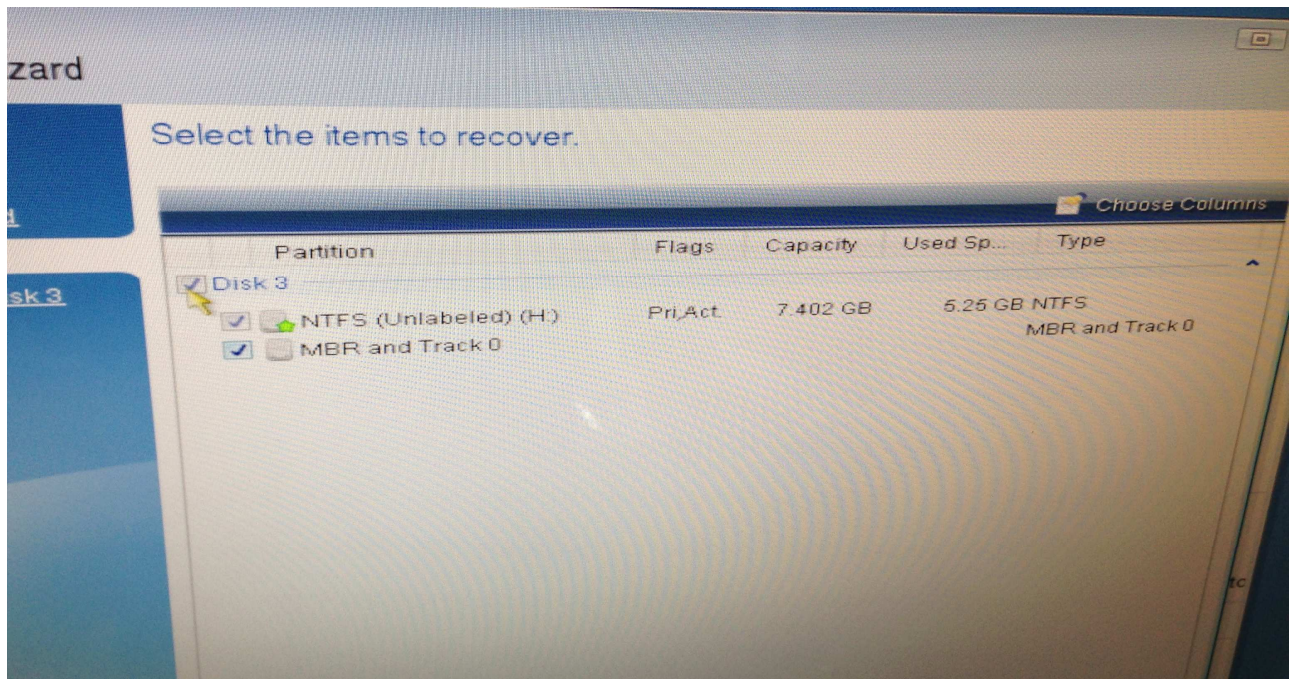 zard
Select the items to recover.
Choose Columns
Partition Flags Capacity Used Sp... Type
Disk 3
sk 3
NTFS (Unlabeled) (H:) Pri,Act. 7.402 GB 5.25 GB NTFS
MBR and Track 0 MBR and Track 0
tc